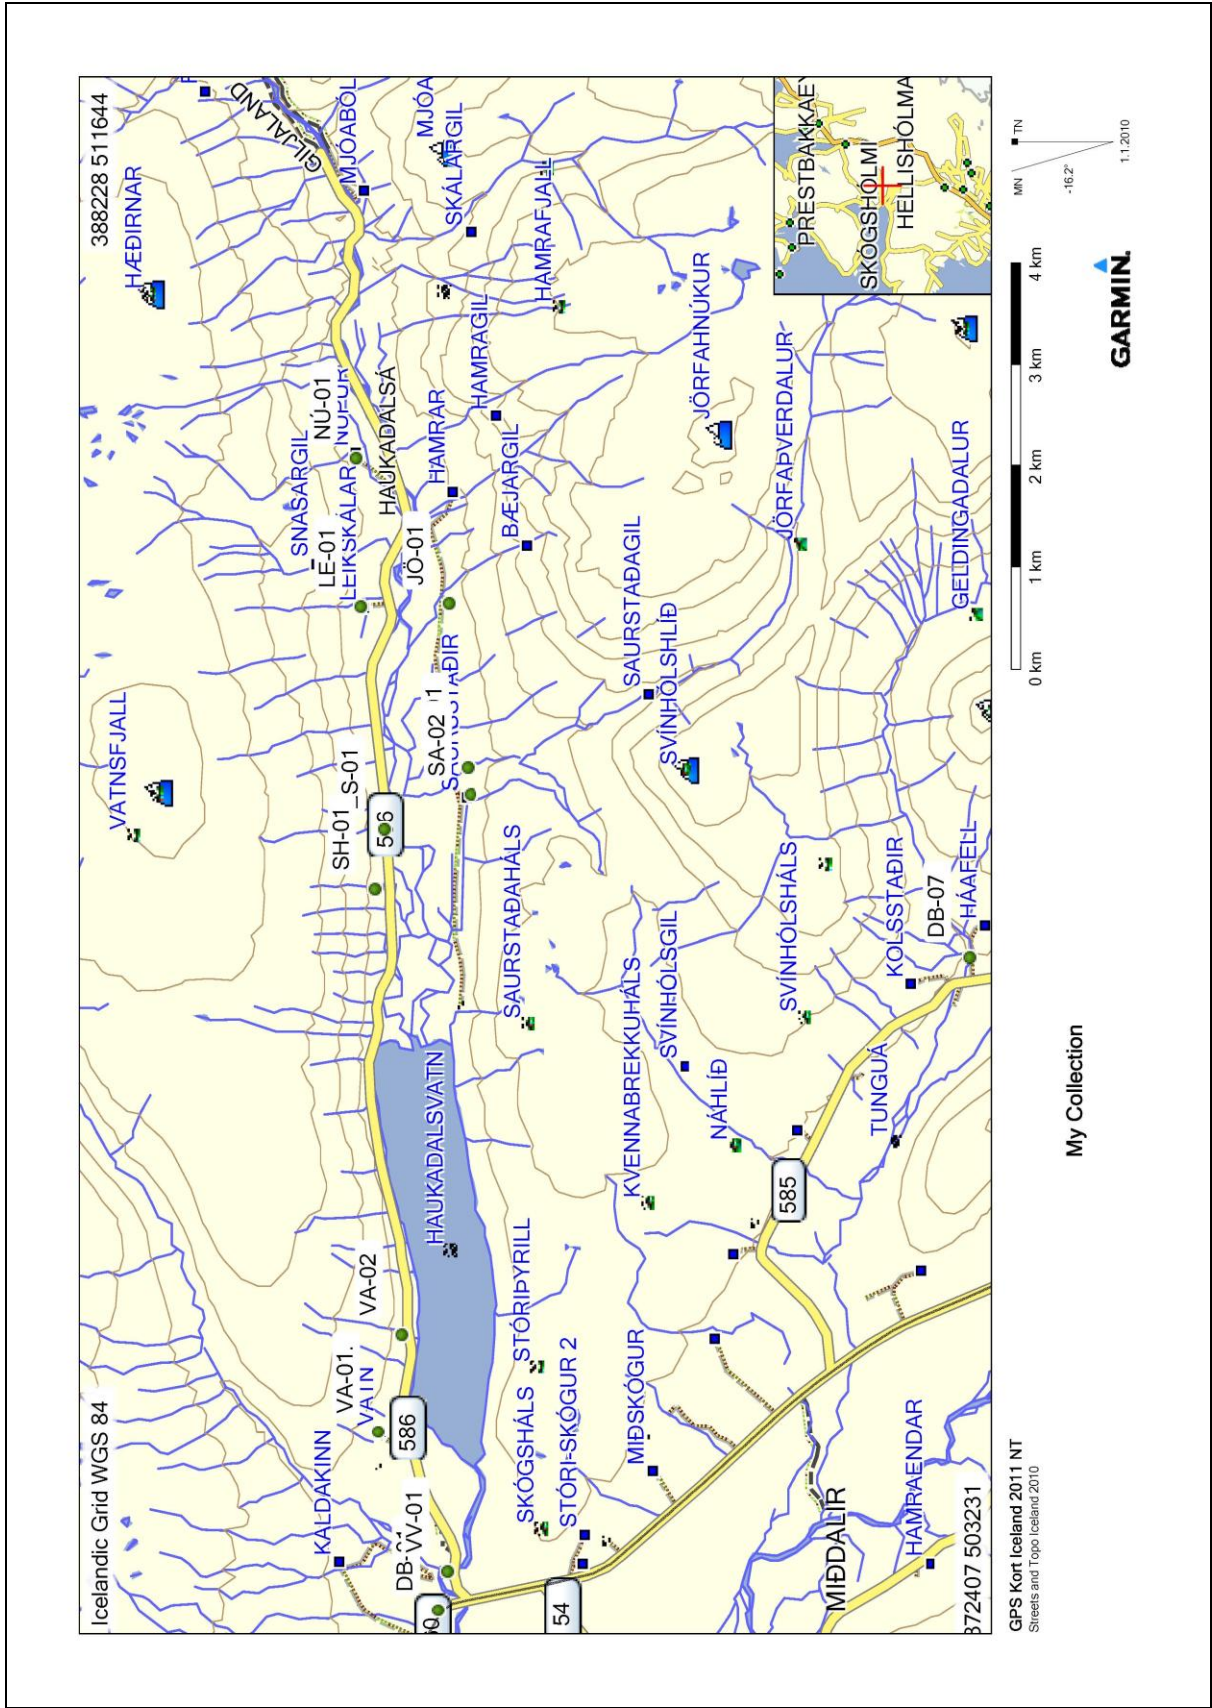 Icelandic Grid WGS 84
388228 511644
HÆÐIRNAR
VATNSFJALL
GILJALAND
MJÓABÓL
KALDAKINN
VA-01.
VA-02
SH-01
S-01
SNASARGIL
LE-01
LEIKSKÁLAR
NÚ-01
NÚPUR
HAUKADALSÁ
586
DB-
VV-01
HAUKADALSVATN
SA-02
JÖ-01
HAMRAR
HAMRAGIL
SKÁLARGIL
MJÓA
BÆJARGIL
HAMRAFJALL
54
SKÓGSHÁLS
STÓRIÞYRILL
STÓRI-SKÓGUR 2
SAURSTAÐAHÁLS
MIÐSKÓGUR
KVENNABREKKUHÁLS
SVÍNHÓLSGIL
SAURSTAÐAGIL
SVÍNHÓLSHLÍÐ
JÖRFAHNÚKUR
NÁHLÍÐ
585
SVÍNHÓLSHÁLS
JÖRFAÞVERDALUR
MIÐDALIR
TUNGUÁ
KOLSSTAÐIR
DB-07
HÁAFELL
GELDINGADALUR
HAMRAENDAR
372407 503231
PRESTBAKKAEY
SKÓGSHÓLMI
HELLISHÓLMA
GPS Kort Iceland 2011 NT
Streets and Topo Iceland 2010
My Collection
0 km
1 km
2 km
3 km
4 km
GARMIN.
MN
TN
-16.2°
1.1.2010